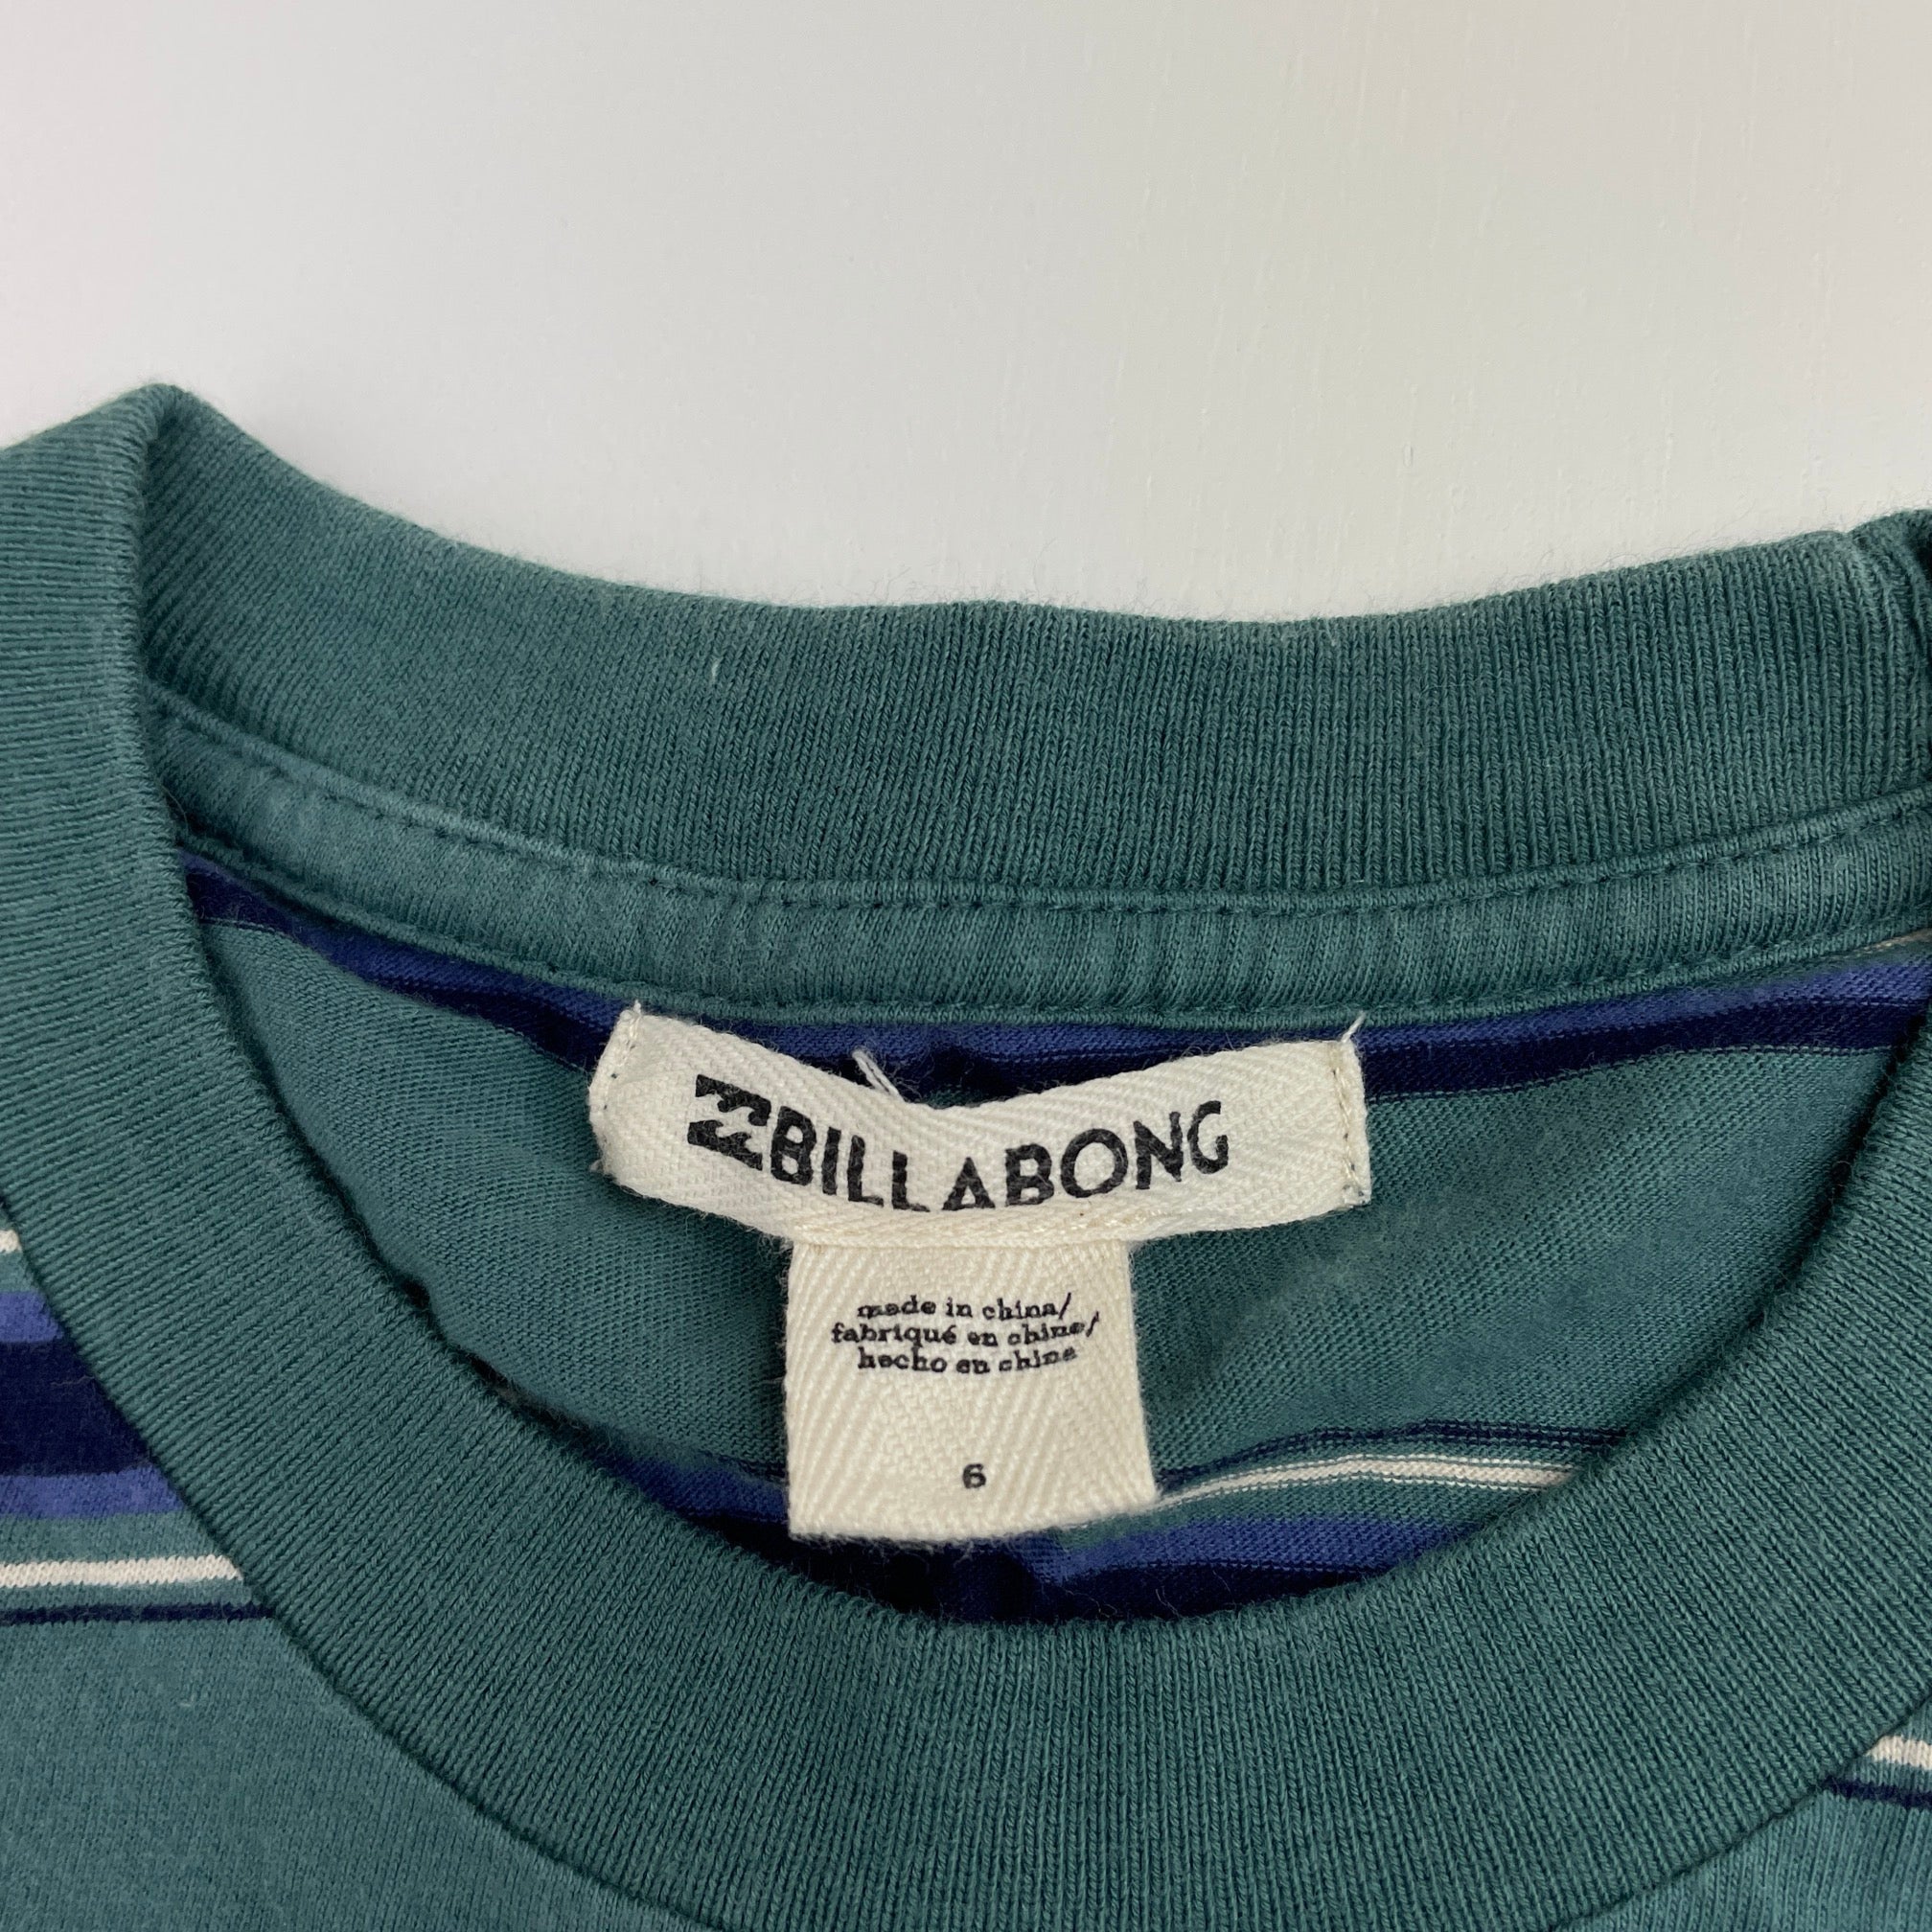 BILLABONG
made in china/
fabriqué en chine/
hecho en china
6